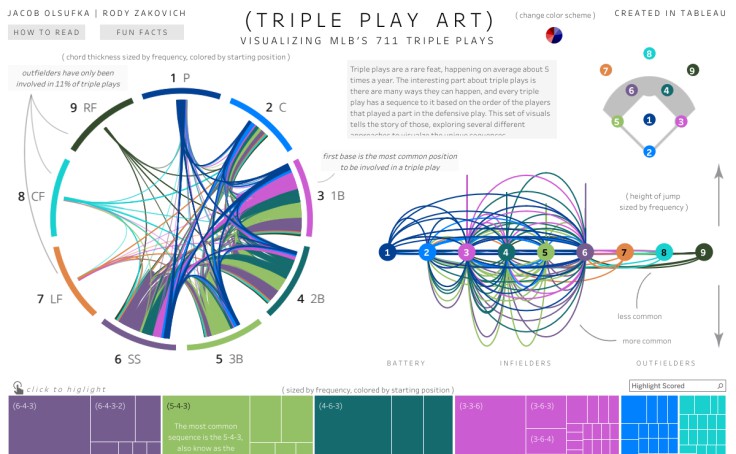 JACOB OLSUFKA | RODY ZAKOVICH
(TRIPLE PLAY ART)
VISUALIZING MLB'S 711 TRIPLE PLAYS
( change color scheme )
CREATED IN TABLEAU
HOW TO READ
FUN FACTS
( chord thickness sized by frequency, colored by starting position )
outfielders have only been
involved in 11% of triple plays
1 P
2 C
3 1B
4 2B
5 3B
6 SS
7 LF
8 CF
9 RF
Triple plays are a rare feat, happening on average about 5
times a year. The interesting part about triple plays is
there are many ways they can happen, and every triple
play has a sequence to it based on the order of the players
that played a part in the defensive play. This set of visuals
tells the story of those, exploring several different
approaches to visualize the unique sequences.
first base is the most common position
to be involved in a triple play
8
7
9
6
4
5
1
3
2
( height of jump
sized by frequency )
1 2 3 4 5 6 7 8 9
less common
more common
BATTERY
INFIELDERS
OUTFIELDERS
click to higlight
( sized by frequency, colored by starting position )
Highlight Scored
(6-4-3)
(6-4-3-2)
(5-4-3)
The most common
sequence is the 5-4-3,
also know as the
(4-6-3)
(3-3-6)
(3-6-3)
(3-6-4)